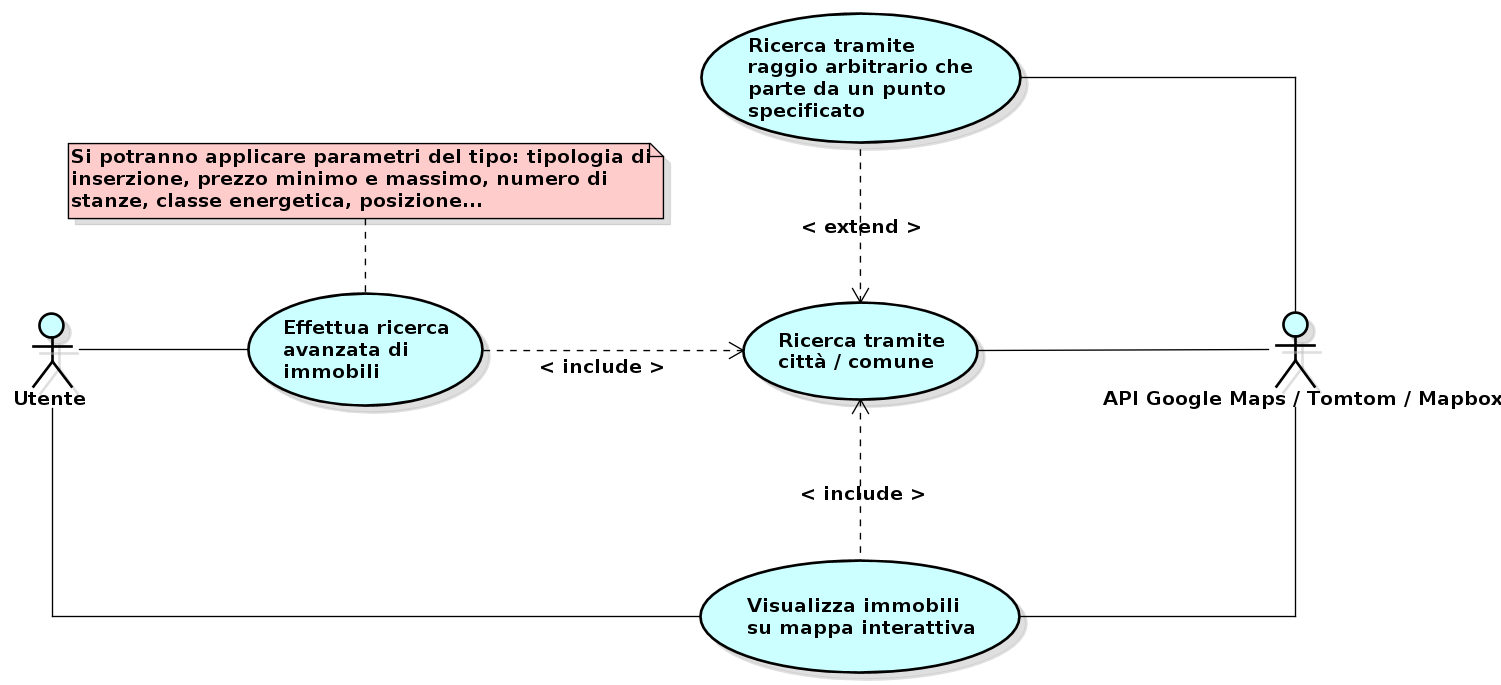 Ricerca tramite
raggio arbitrario che
parte da un punto
specificato
Si potranno applicare parametri del tipo: tipologia di
inserzione, prezzo minimo e massimo, numero di
stanze, classe energetica, posizione...
< extend >
Effettua ricerca
avanzata di
immobili
< include >
Ricerca tramite
città / comune
Utente
API Google Maps / Tomtom / Mapbox
< include >
Visualizza immobili
su mappa interattiva